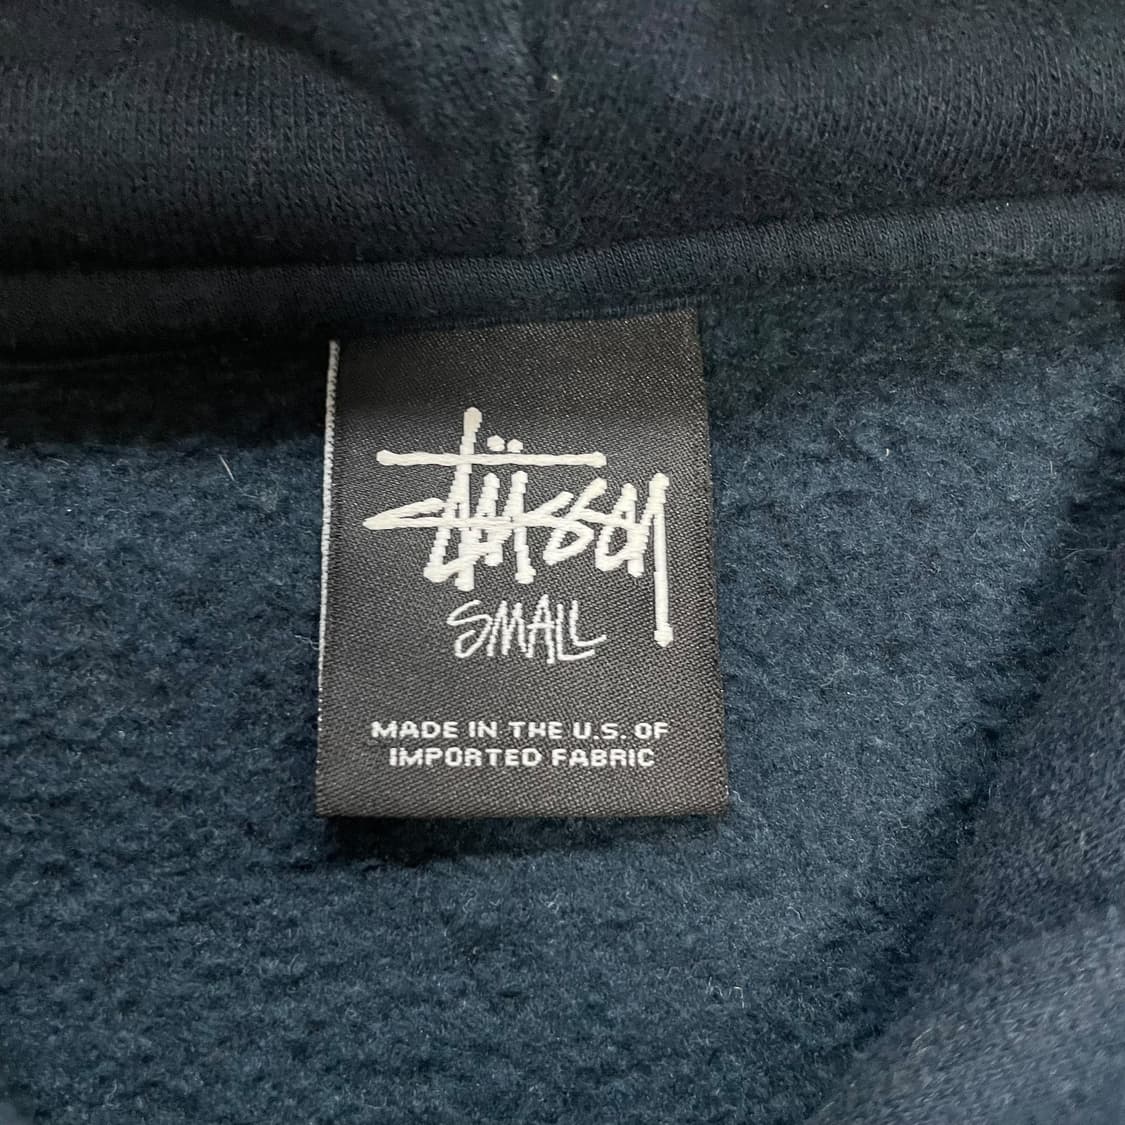 Stüssy
SMALL
MADE IN THE U.S. OF
IMPORTED FABRIC